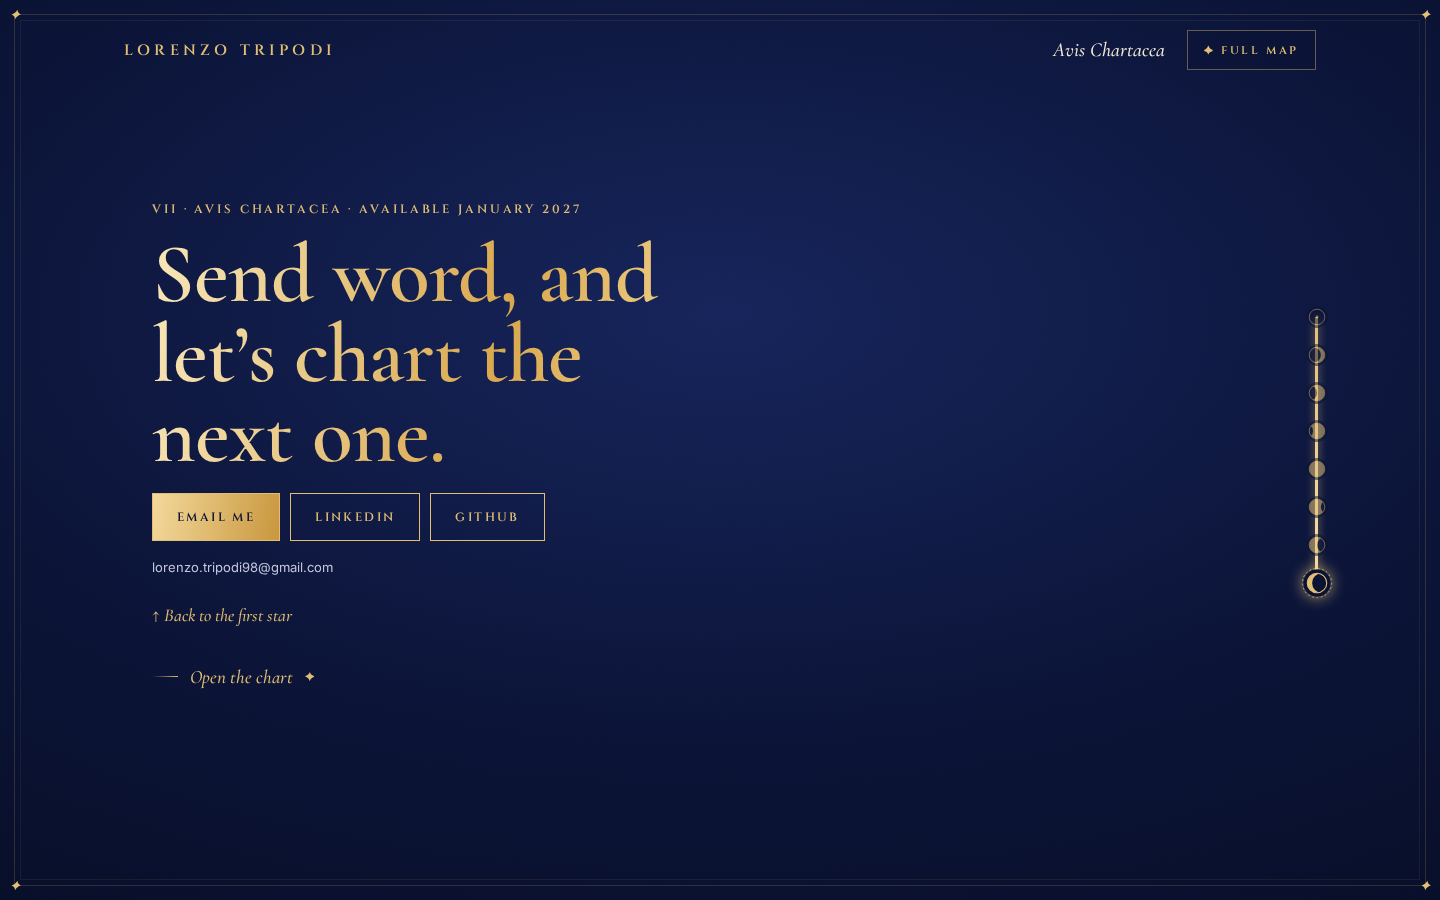 LORENZO TRIPODI
Avis Chartacea
✦ FULL MAP
VII · AVIS CHARTACEA · AVAILABLE JANUARY 2027
Send word, and
let’s chart the
next one.
EMAIL ME
LINKEDIN
GITHUB
lorenzo.tripodi98@gmail.com
↑ Back to the first star
Open the chart ✦